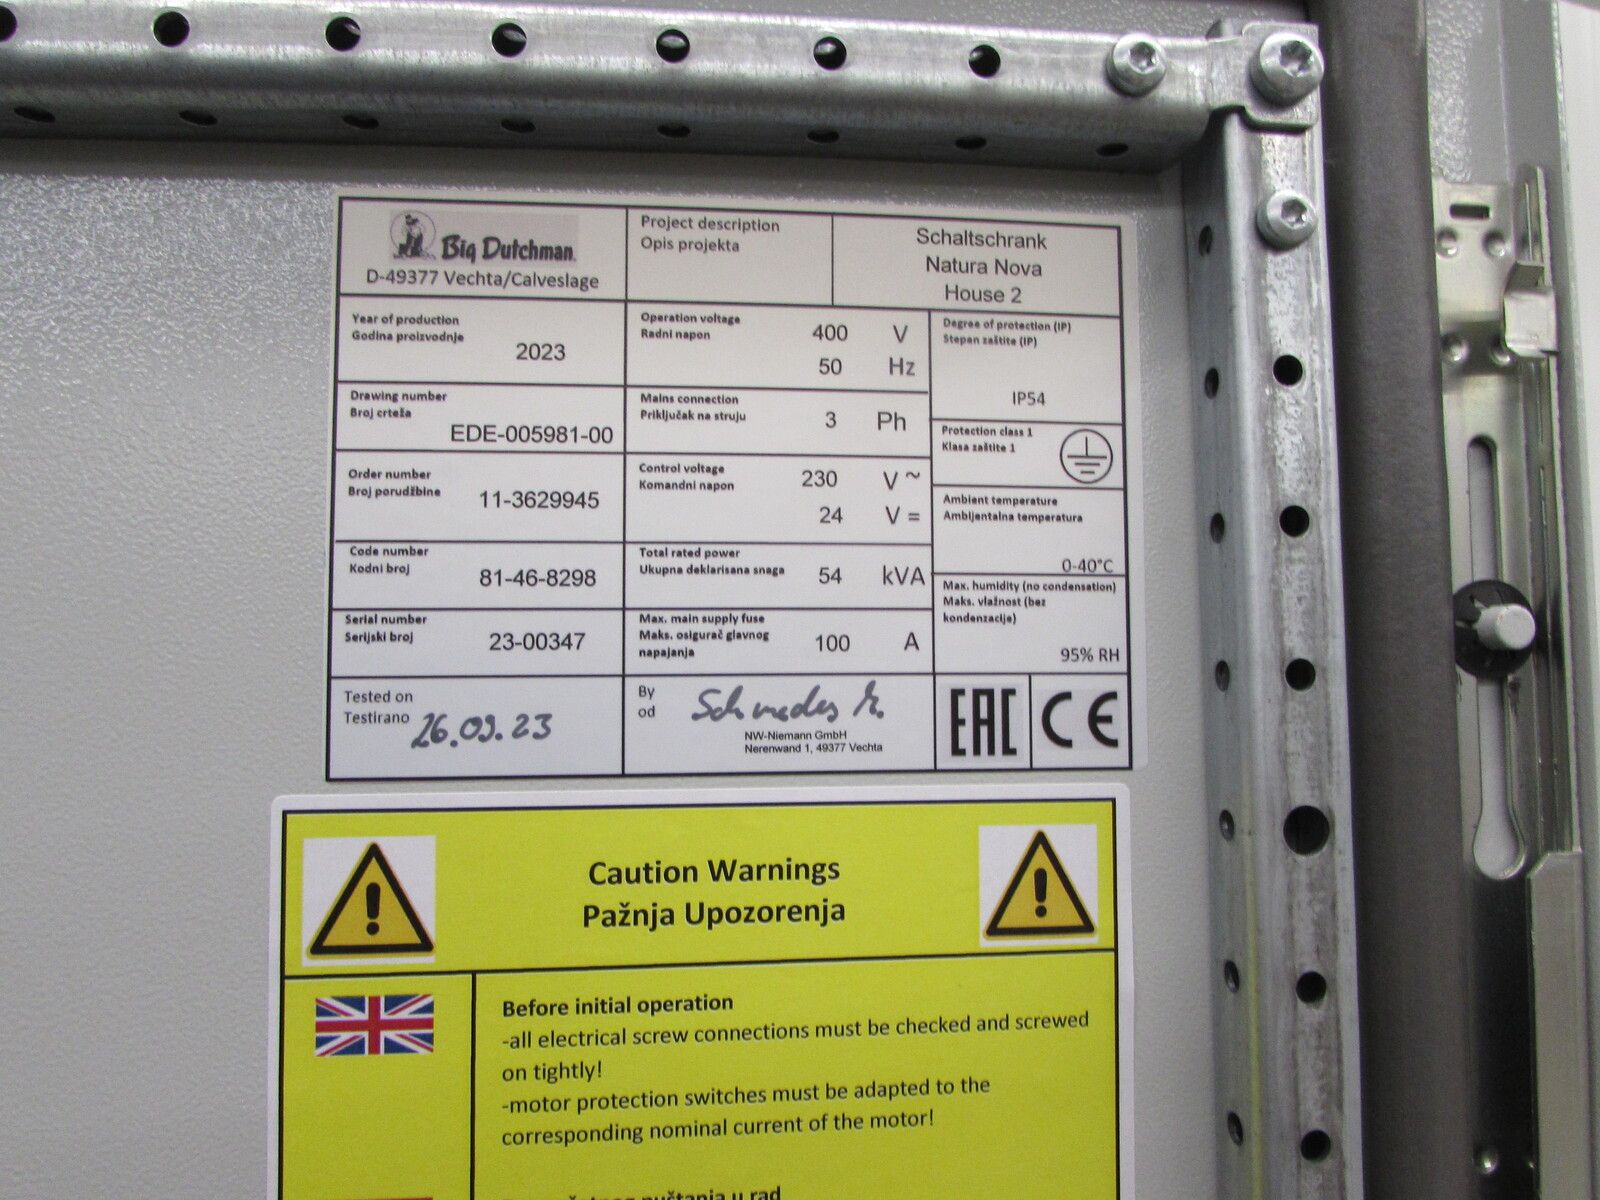 Big Dutchman
D-49377 Vechta/Calveslage
Project description
Opis projekta
Schaltschrank
Natura Nova
House 2
Year of production
Godina proizvodnje
2023
Operation voltage
Radni napon
400 V
50 Hz
Degree of protection (IP)
Stepen zaštite (IP)
IP54
Drawing number
Broj crteža
EDE-005981-00
Mains connection
Priključak na struju
3 Ph
Protection class 1
Klasa zaštite 1
Order number
Broj porudžbine
11-3629945
Control voltage
Komandni napon
230 V ~
24 V =
Ambient temperature
Ambijentalna temperatura
0-40°C
Code number
Kodni broj
81-46-8298
Total rated power
Ukupna deklarisana snaga
54 kVA
Max. humidity (no condensation)
Maks. vlažnost (bez
kondenzacije)
95% RH
Serial number
Serijski broj
23-00347
Max. main supply fuse
Maks. osigurač glavnog
napajanja
100 A
Tested on
Testirano
26.09.23
By
od
NW-Niemann GmbH
Nerenwand 1, 49377 Vechta
EAC
CE
Caution Warnings
Pažnja Upozorenja
Before initial operation
-all electrical screw connections must be checked and screwed
on tightly!
-motor protection switches must be adapted to the
corresponding nominal current of the motor!
puštanja u rad